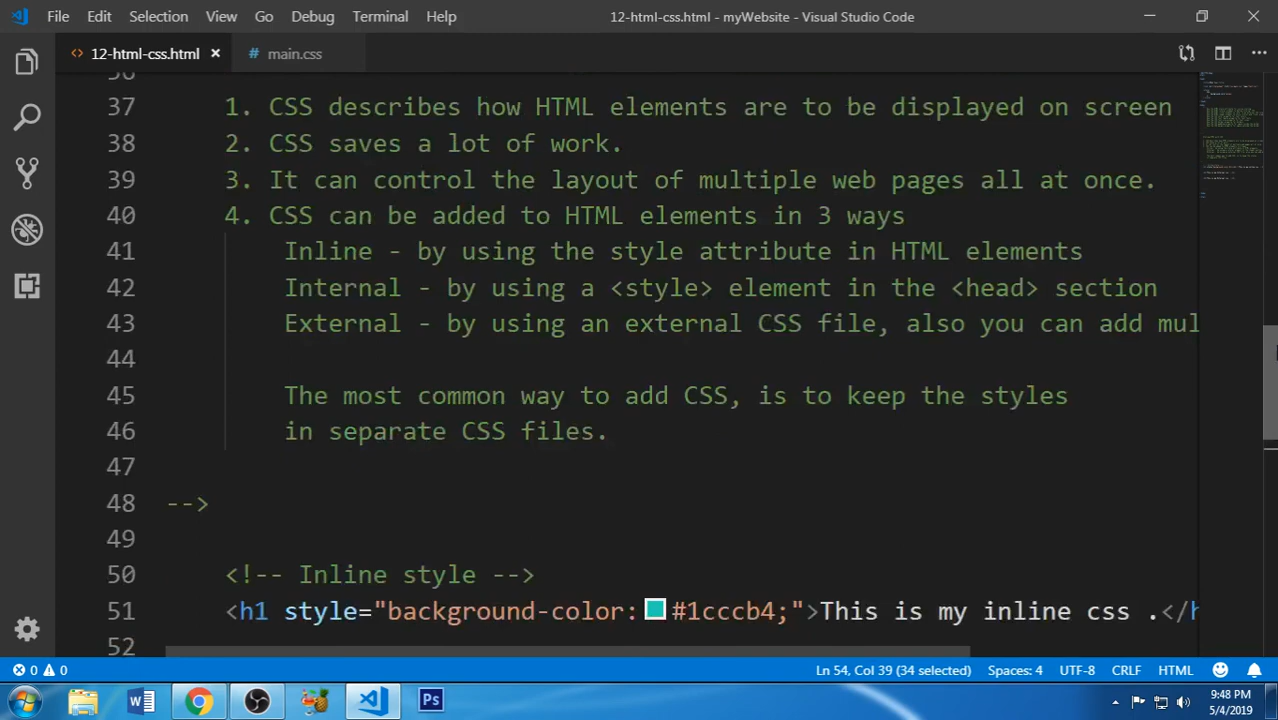 File Edit Selection View Go Debug Terminal Help 12-html-css.html - myWebsite - Visual Studio Code
<> 12-html-css.html × # main.css ...
36
37 1. CSS describes how HTML elements are to be displayed on screen
38 2. CSS saves a lot of work.
39 3. It can control the layout of multiple web pages all at once.
40 4. CSS can be added to HTML elements in 3 ways
41 Inline - by using the style attribute in HTML elements
42 Internal - by using a <style> element in the <head> section
43 External - by using an external CSS file, also you can add mul
44
45 The most common way to add CSS, is to keep the styles
46 in separate CSS files.
47
48 -->
49
50 <!-- Inline style -->
51 <h1 style="background-color: #1cccb4;">This is my inline css .</h
52
0 0 Ln 54, Col 39 (34 selected) Spaces: 4 UTF-8 CRLF HTML
W Ps 9:48 PM
5/4/2019